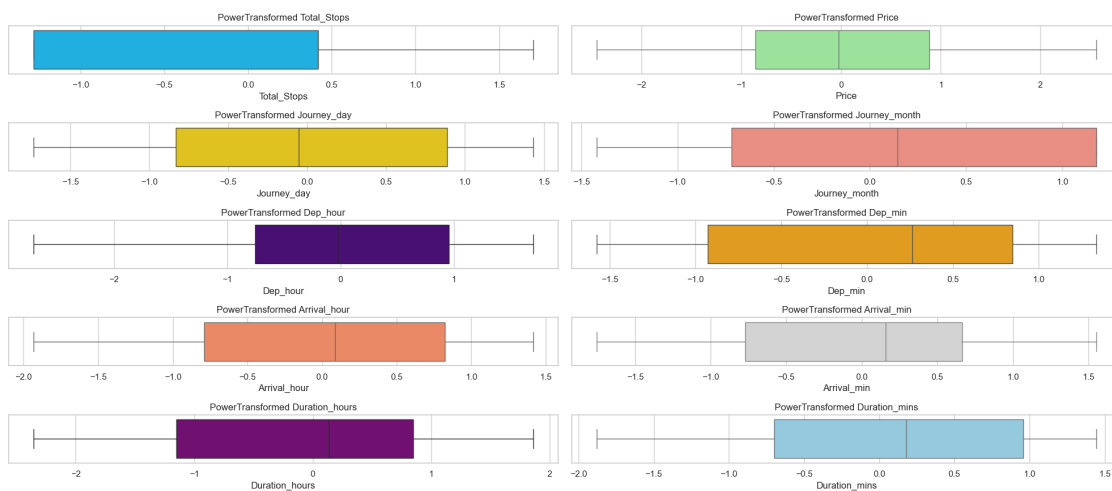 PowerTransformed Total_Stops
−1.0 −0.5 0.0 0.5 1.0 1.5
Total_Stops
PowerTransformed Price
−2 −1 0 1 2
Price
PowerTransformed Journey_day
−1.5 −1.0 −0.5 0.0 0.5 1.0 1.5
Journey_day
PowerTransformed Journey_month
−1.5 −1.0 −0.5 0.0 0.5 1.0
Journey_month
PowerTransformed Dep_hour
−2 −1 0 1
Dep_hour
PowerTransformed Dep_min
−1.5 −1.0 −0.5 0.0 0.5 1.0
Dep_min
PowerTransformed Arrival_hour
−2.0 −1.5 −1.0 −0.5 0.0 0.5 1.0 1.5
Arrival_hour
PowerTransformed Arrival_min
−1.5 −1.0 −0.5 0.0 0.5 1.0 1.5
Arrival_min
PowerTransformed Duration_hours
−2 −1 0 1 2
Duration_hours
PowerTransformed Duration_mins
−2.0 −1.5 −1.0 −0.5 0.0 0.5 1.0 1.5
Duration_mins